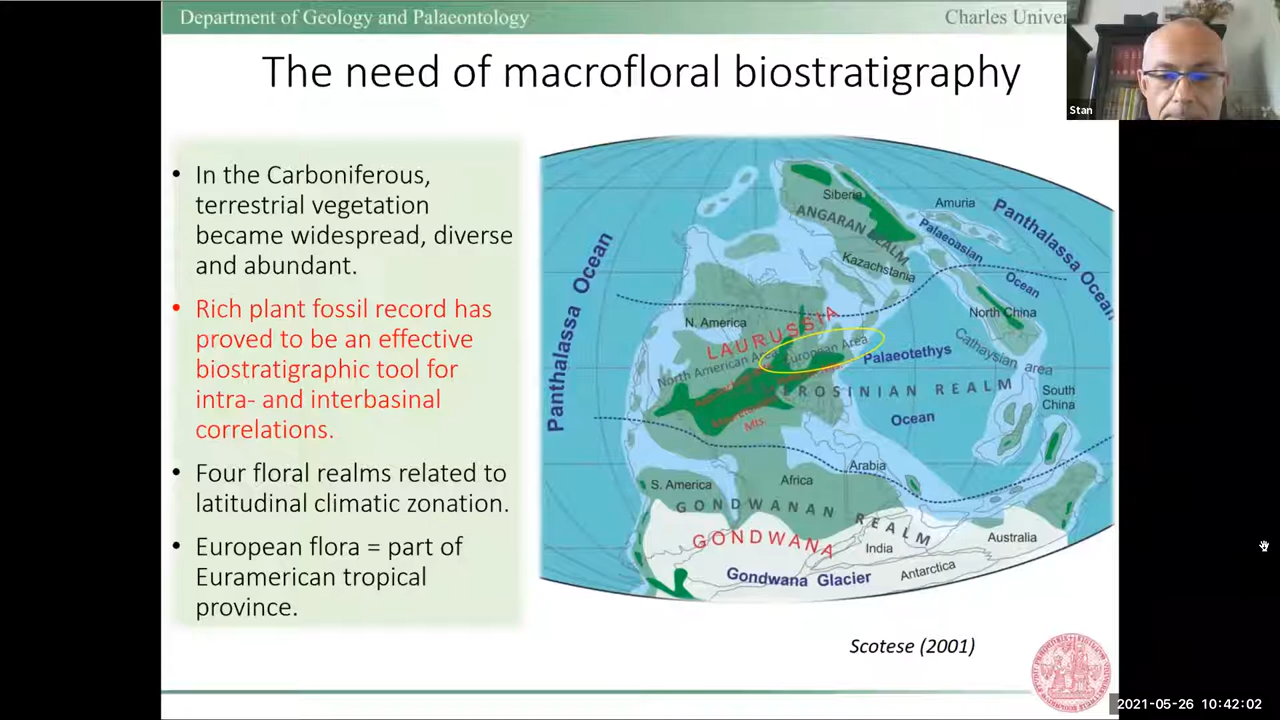 Department of Geology and Palaeontology
Charles Univer
The need of macrofloral biostratigraphy
Stan
• In the Carboniferous,
terrestrial vegetation
became widespread, diverse
and abundant.
• Rich plant fossil record has
proved to be an effective
biostratigraphic tool for
intra- and interbasinal
correlations.
• Four floral realms related to
latitudinal climatic zonation.
• European flora = part of
Euramerican tropical
province.
Siberia
Amuria
Panthalassa Ocean
ANGARAN REALM
Palaeoasian
Ocean
Kazachstania
Panthalassa Ocean
North China
N. America
LAURUSSIA
Cathaysian area
European Area
Palaeotethys
North American
ROSINIAN REALM
South
China
Ocean
Mts.
Arabia
S. America
Africa
GONDWANAN REALM
GONDWANA
India
Australia
Gondwana Glacier
Antarctica
Scotese (2001)
2021-05-26 10:42:02